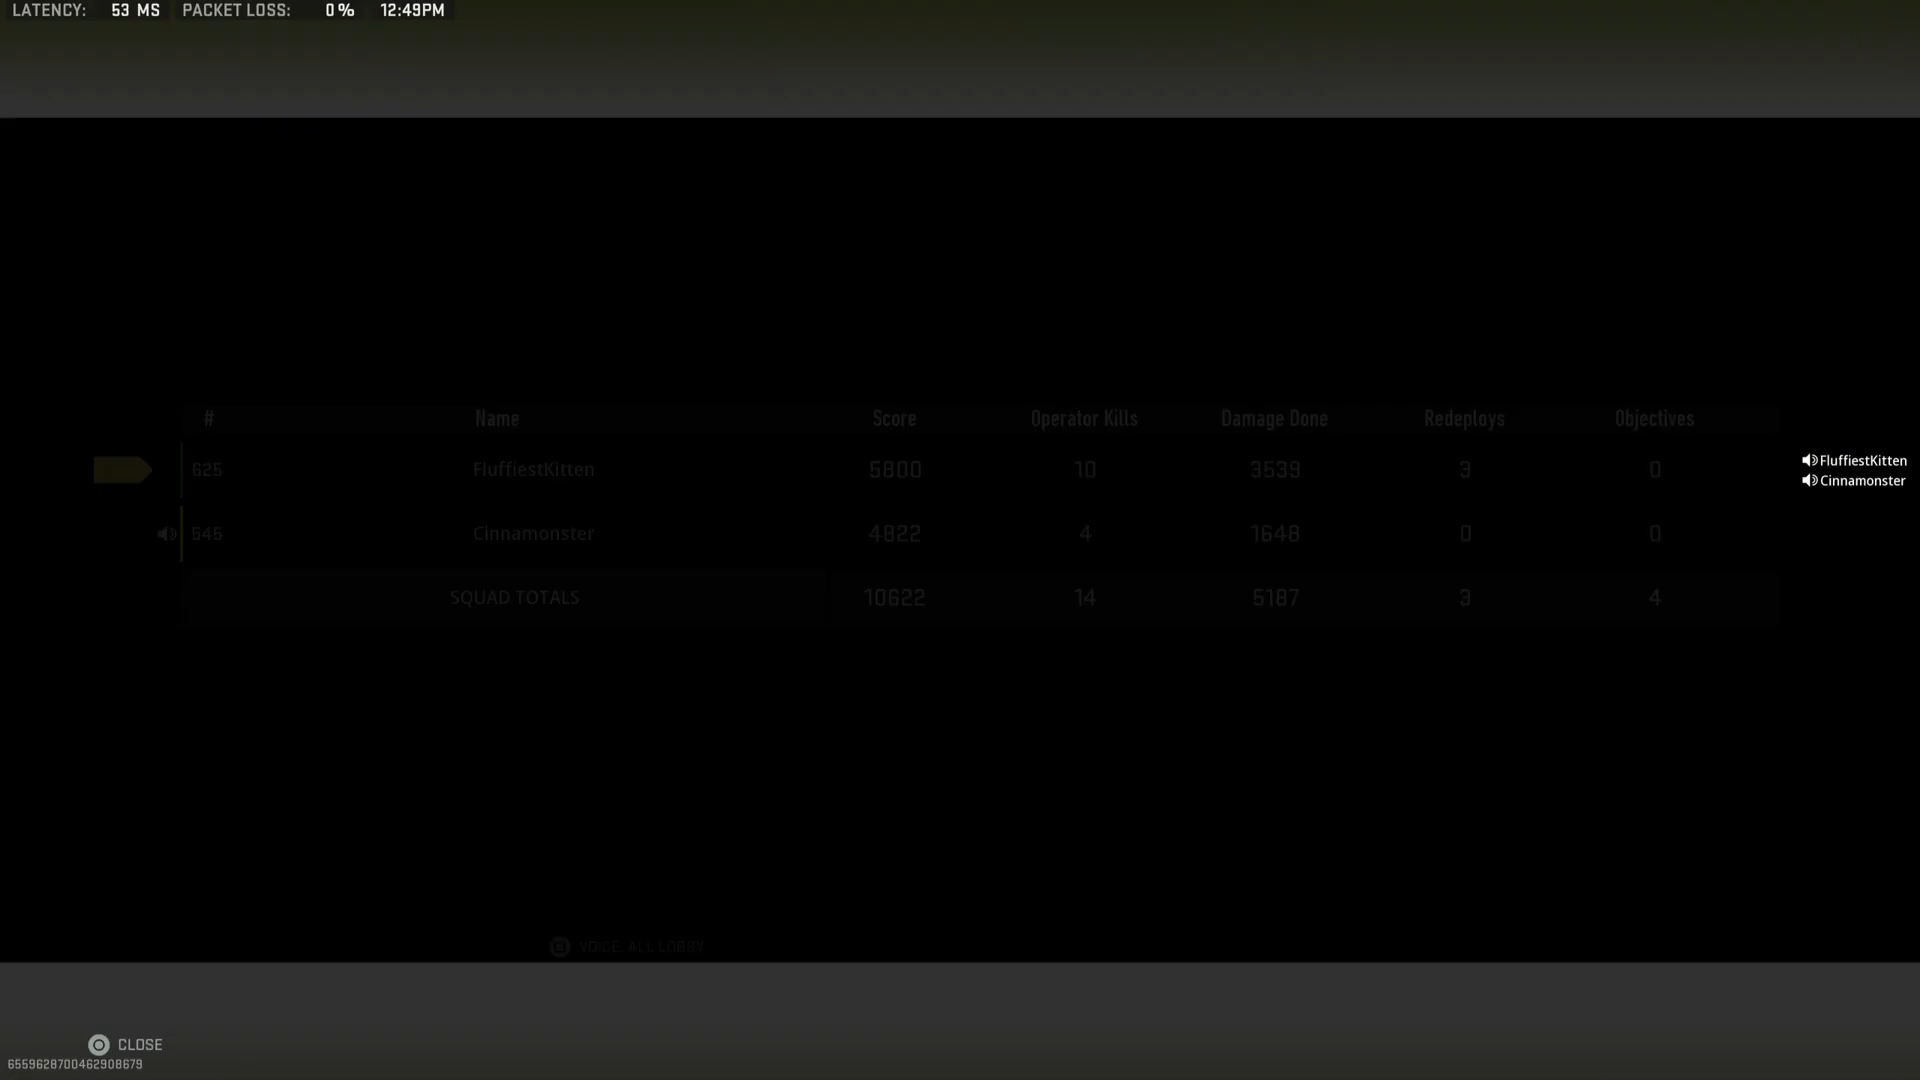 LATENCY: 53 MS PACKET LOSS: 0% 12:49PM
# Name Score Operator Kills Damage Done Redeploys Objectives
625 FluffiestKitten 5800 10 3539 3 0
FluffiestKitten
Cinnamonster
545 Cinnamonster 4822 4 1648 0 0
SQUAD TOTALS 10622 14 5187 3 4
VOICE: ALL LOBBY
CLOSE
6559628700462908679